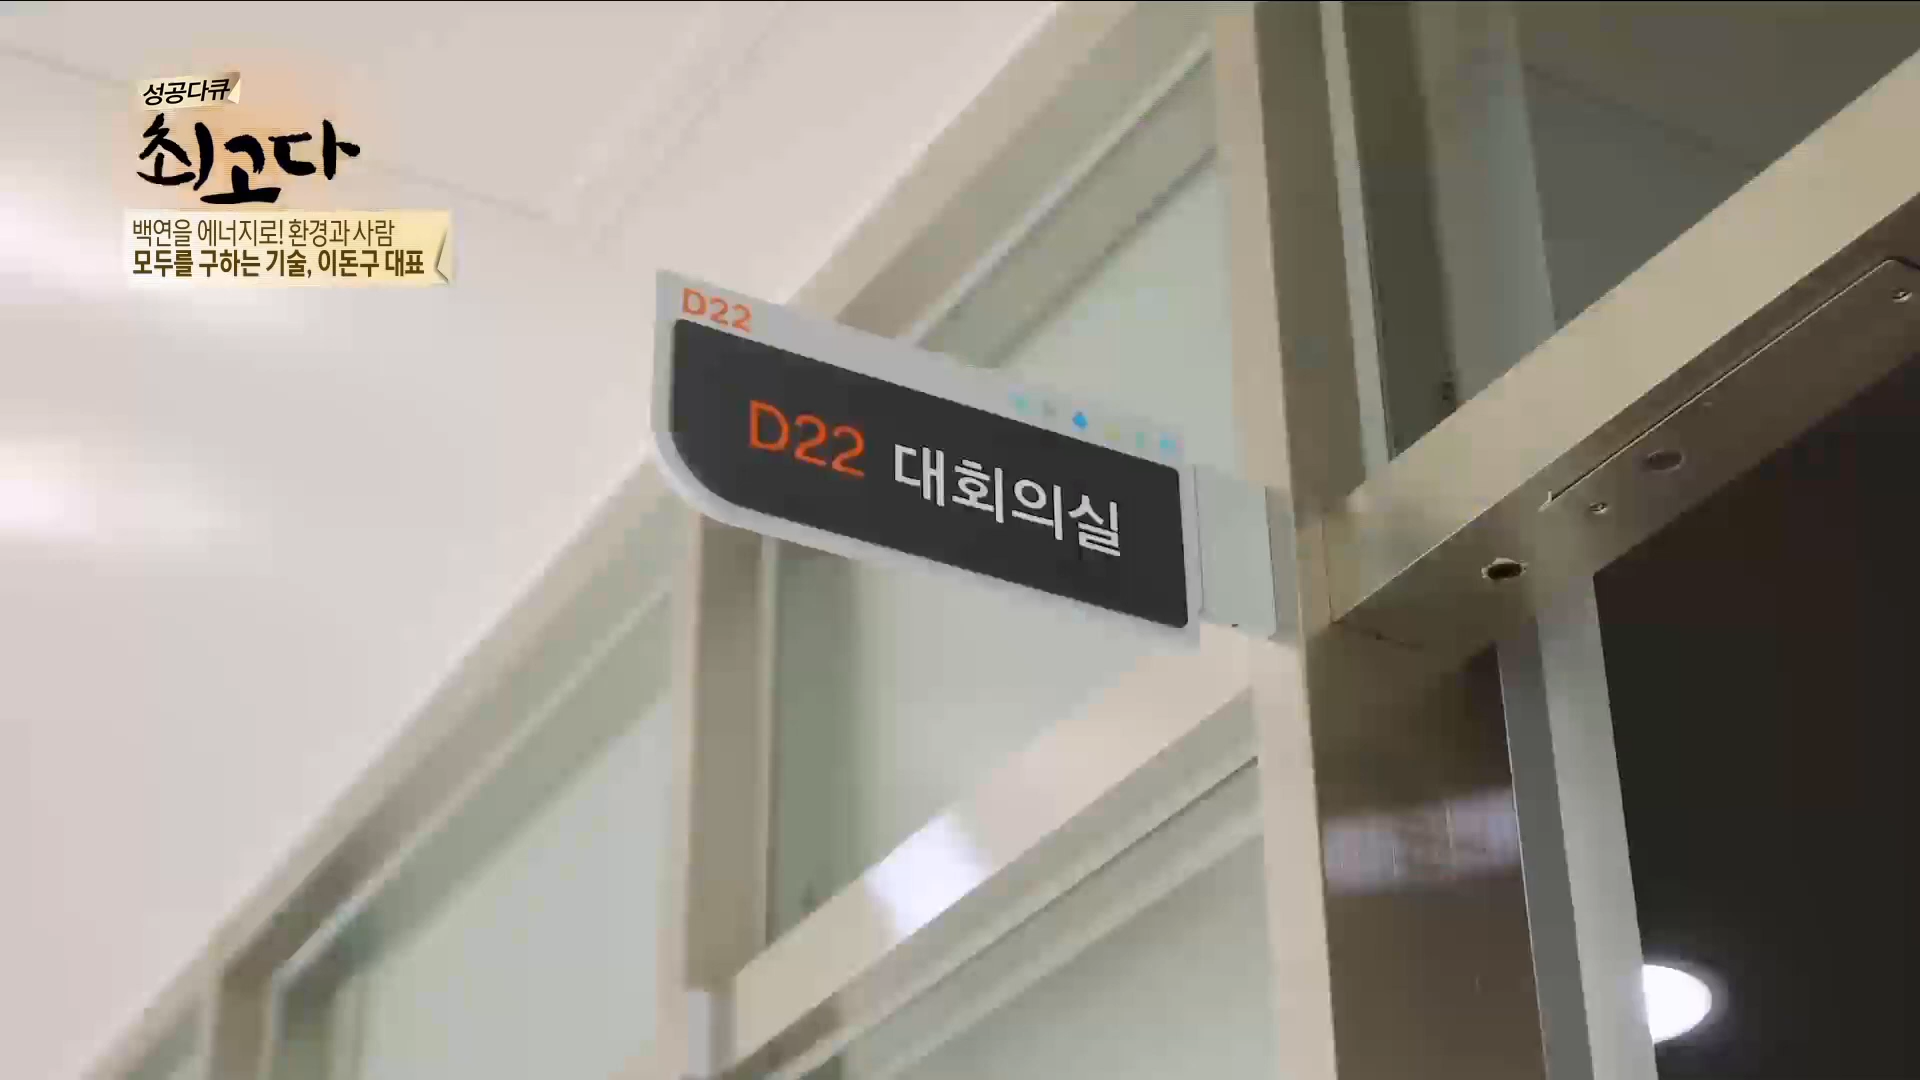 성공다큐
최고다
백연을 에너지로! 환경과 사람
모두를 구하는 기술, 이돈구 대표
D22
D22 대회의실